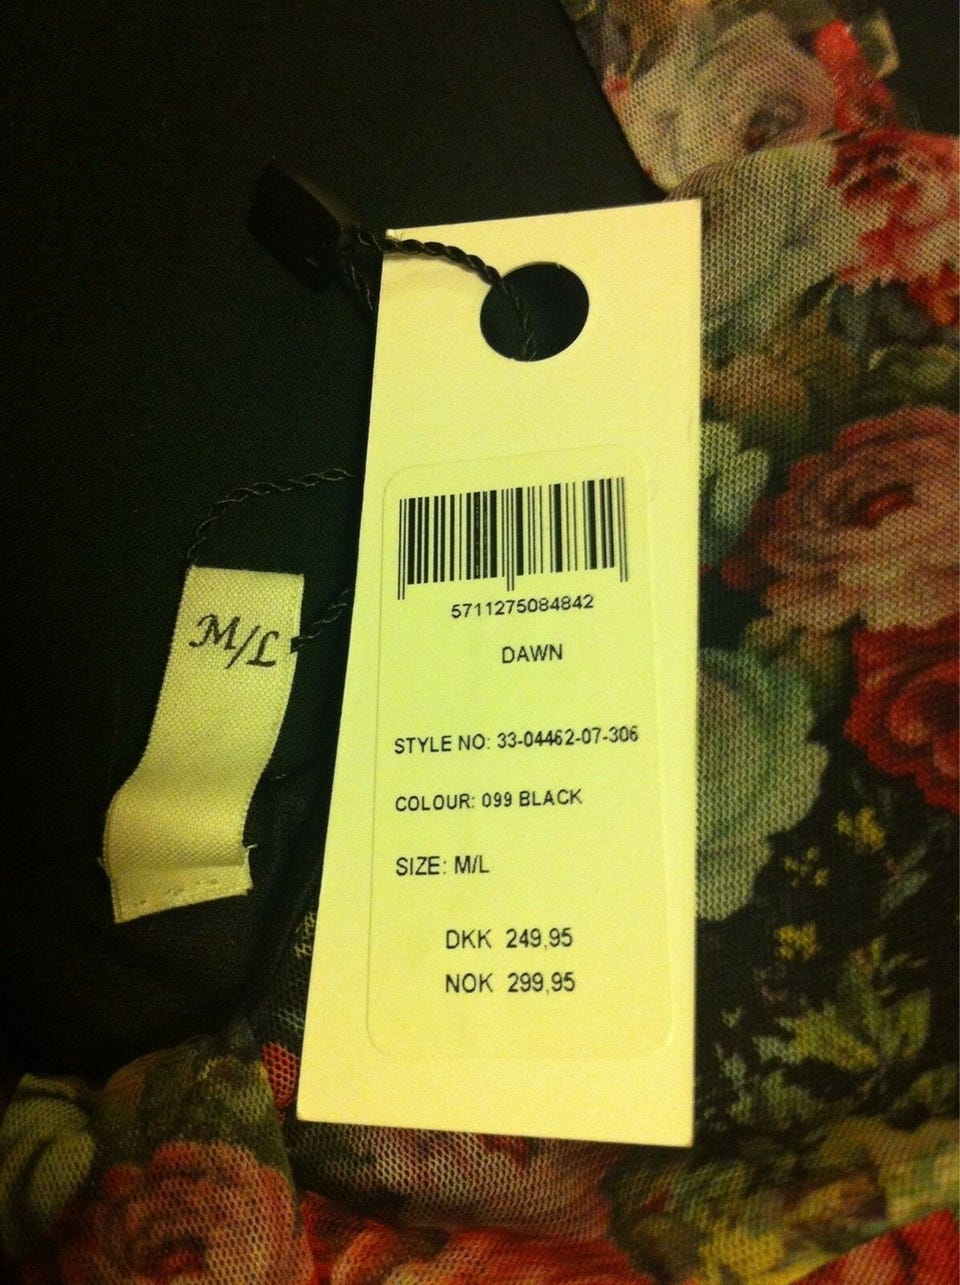 M/L
5711275084842
DAWN
STYLE NO: 33-04462-07-306
COLOUR: 099 BLACK
SIZE: M/L
DKK 249,95
NOK 299,95